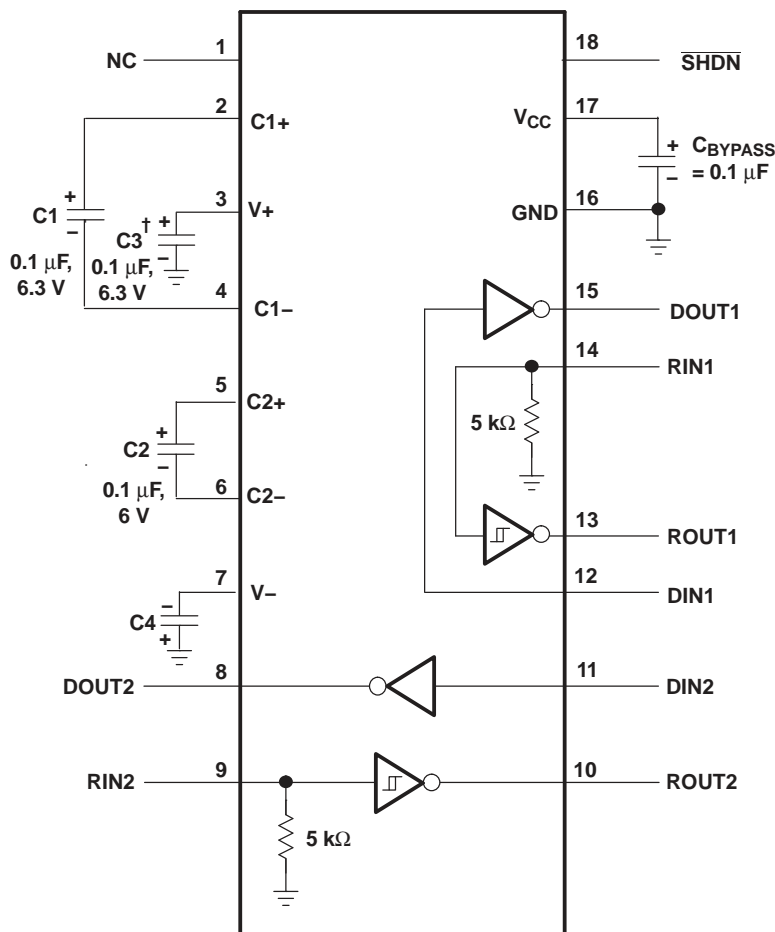 1
NC
18
SHDN
2
C1+
17
VCC
+
CBYPASS
– = 0.1 µF
+
C1
–
0.1 µF,
6.3 V
3
V+
†
+
C3
–
0.1 µF,
6.3 V
16
GND
4
C1–
15
DOUT1
14
RIN1
5 kΩ
5
C2+
+
C2
–
0.1 µF,
6 V
6
C2–
13
ROUT1
12
DIN1
7
V–
–
C4
+
8
DOUT2
11
DIN2
9
RIN2
10
ROUT2
5 kΩ